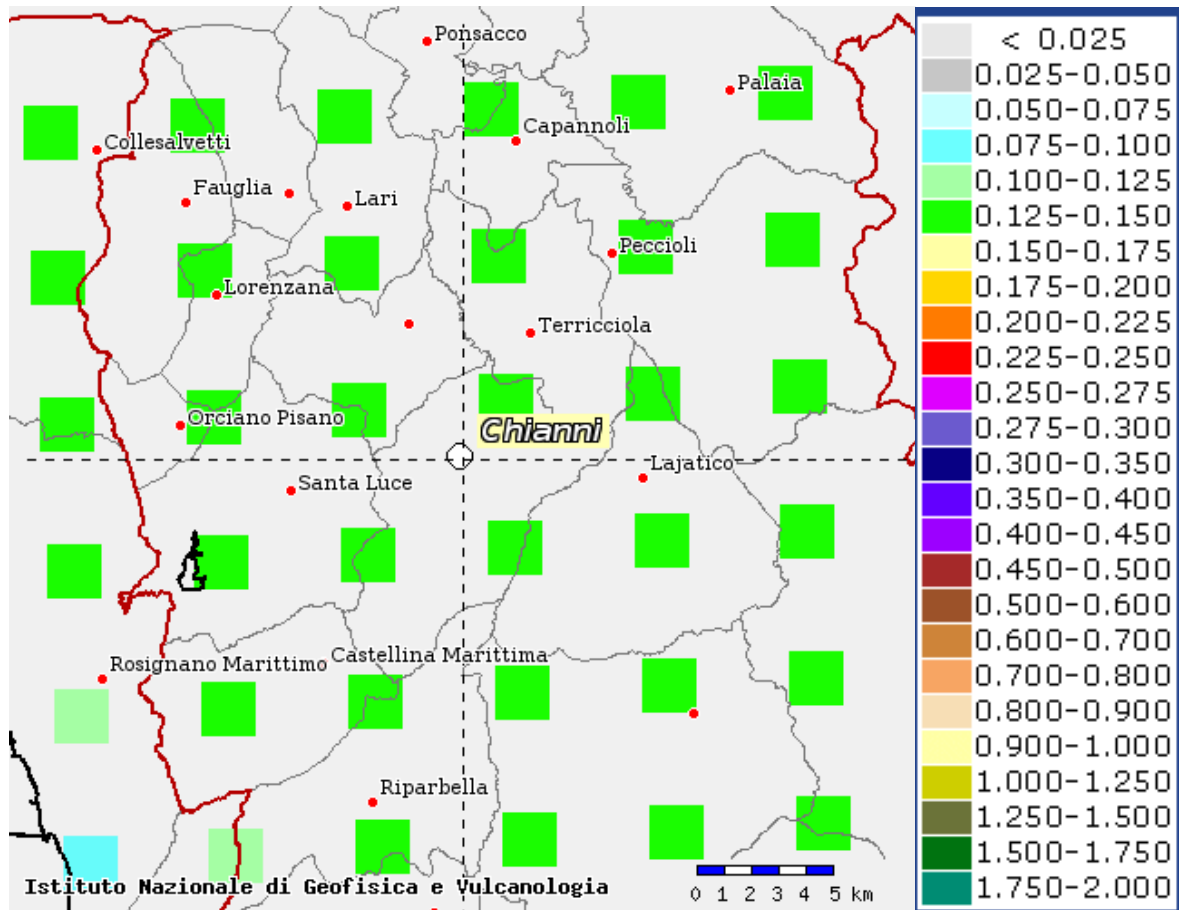 Ponsacco
Palaia
Capannoli
Collesalvetti
Fauglia
Lari
Peccioli
Lorenzana
Terricciola
Orciano Pisano
Chianni
Lajatico
Santa Luce
Castellina Marittima
Rosignano Marittimo
Riparbella
Istituto Nazionale di Geofisica e Vulcanologia
0 1 2 3 4 5 km
< 0.025
0.025-0.050
0.050-0.075
0.075-0.100
0.100-0.125
0.125-0.150
0.150-0.175
0.175-0.200
0.200-0.225
0.225-0.250
0.250-0.275
0.275-0.300
0.300-0.350
0.350-0.400
0.400-0.450
0.450-0.500
0.500-0.600
0.600-0.700
0.700-0.800
0.800-0.900
0.900-1.000
1.000-1.250
1.250-1.500
1.500-1.750
1.750-2.000